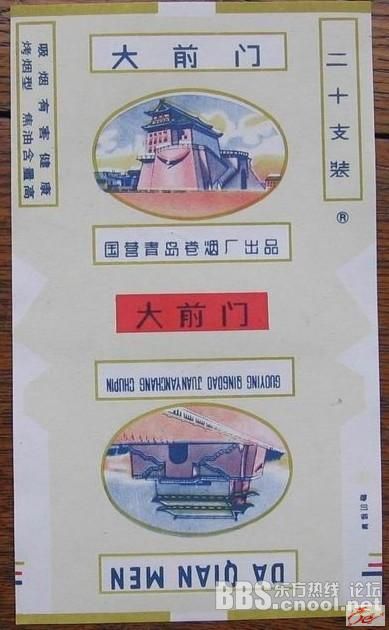 吸烟有害健康
烤烟型 焦油含量高
大前门
二十支装
®
国营青岛卷烟厂出品
大前门
GUOYING QINGDAO JUANYANCHANG CHUPIN
DA QIAN MEN
BBS 东方热线 论坛
.cnool.net